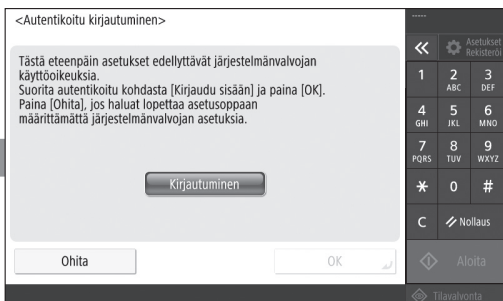 <Autentikoitu kirjautuminen>
Tästä eteenpäin asetukset edellyttävät järjestelmänvalvojan
käyttöoikeuksia.
Suorita autentikoitu kohdasta [Kirjaudu sisään] ja paina [OK].
Paina [Ohita], jos haluat lopettaa asetusoppaan
määrittämättä järjestelmänvalvojan asetuksia.
Kirjautuminen
Ohita
OK
Asetukset
Rekisteröi
1 2 3
ABC DEF
4 5 6
GHI JKL MNO
7 8 9
PQRS TUV WXYZ
* 0 #
C Nollaus
Aloita
Tilavalvonta